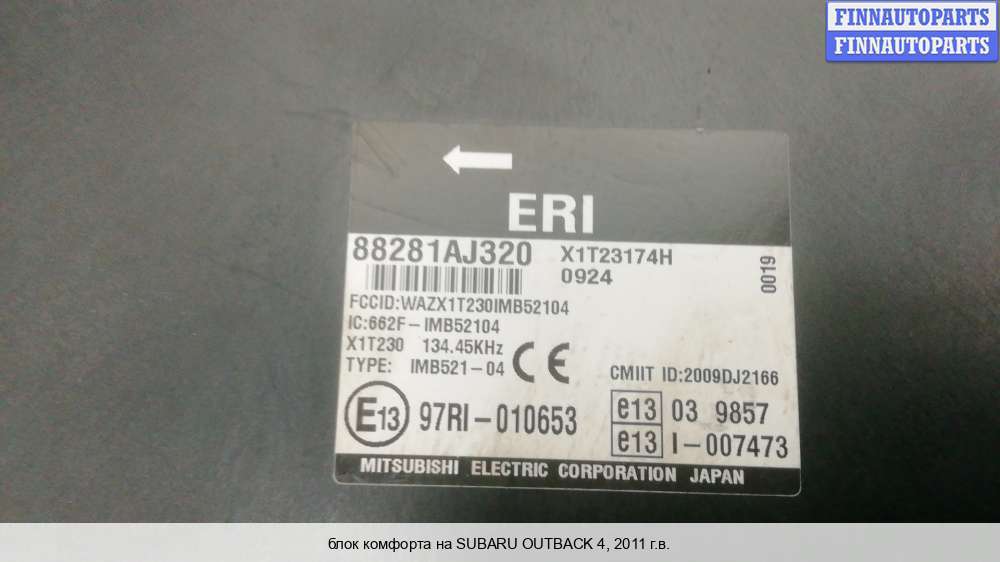 FINNAUTOPARTS
FINNAUTOPARTS
ERI
88281AJ320 X1T23174H
0924
0019
FCCID:WAZX1T230IMB52104
IC:662F-IMB52104
X1T230 134.45KHz
TYPE: IMB521-04 CE CMIIT ID:2009DJ2166
E13 97RI-010653 e13 03 9857
e13 I-007473
MITSUBISHI ELECTRIC CORPORATION JAPAN
блок комфорта на SUBARU OUTBACK 4, 2011 г.в.